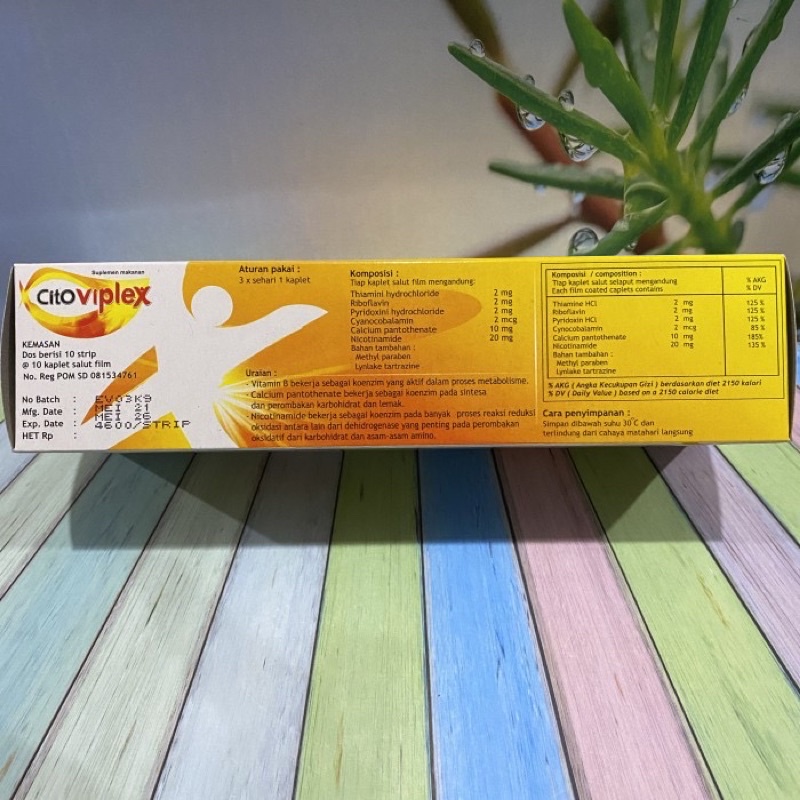 Suplemen makanan
Citoviplex
KEMASAN
Dos berisi 10 strip
@ 10 kaplet salut film
No. Reg POM SD 081534761
No Batch : EV03K9
Mfg. Date : MEI 21
Exp. Date : MEI 26
HET Rp : 4600/STRIP
Aturan pakai :
3 x sehari 1 kaplet
Komposisi :
Tiap kaplet salut film mengandung:
Thiamini hydrochloride 2 mg
Riboflavin 2 mg
Pyridoxini hydrochloride 2 mg
Cyanocobalamin 2 mcg
Calcium pantothenate 10 mg
Nicotinamide 20 mg
Bahan tambahan :
Methyl paraben
Lynlake tartrazine
Uraian :
- Vitamin B bekerja sebagai koenzim yang aktif dalam proses metabolisme.
- Calcium pantothenate bekerja sebagai koenzim pada sintesa
dan perombakan karbohidrat dan lemak.
- Nicotinamide bekerja sebagai koenzim pada banyak proses reaksi reduksi
oksidasi antara lain dari dehidrogenase yang penting pada perombakan
oksidatif dari karbohidrat dan asam-asam amino.
Komposisi / composition :
Tiap kaplet salut selaput mengandung
Each film coated caplets contains
% AKG
% DV
Thiamine HCl 2 mg 125 %
Riboflavin 2 mg 125 %
Pyridoxin HCl 2 mg 125 %
Cynocobalamin 2 mcg 85 %
Calcium pantothenate 10 mg 185%
Nicotinamide 20 mg 125 %
Bahan tambahan :
Methyl paraben
Lynlake tartrazine
% AKG ( Angka Kecukupan Gizi ) berdasarkan diet 2150 kalori
% DV ( Daily Value ) based on a 2150 calorie diet
Cara penyimpanan :
Simpan dibawah suhu 30°C dan
terlindung dari cahaya matahari langsung